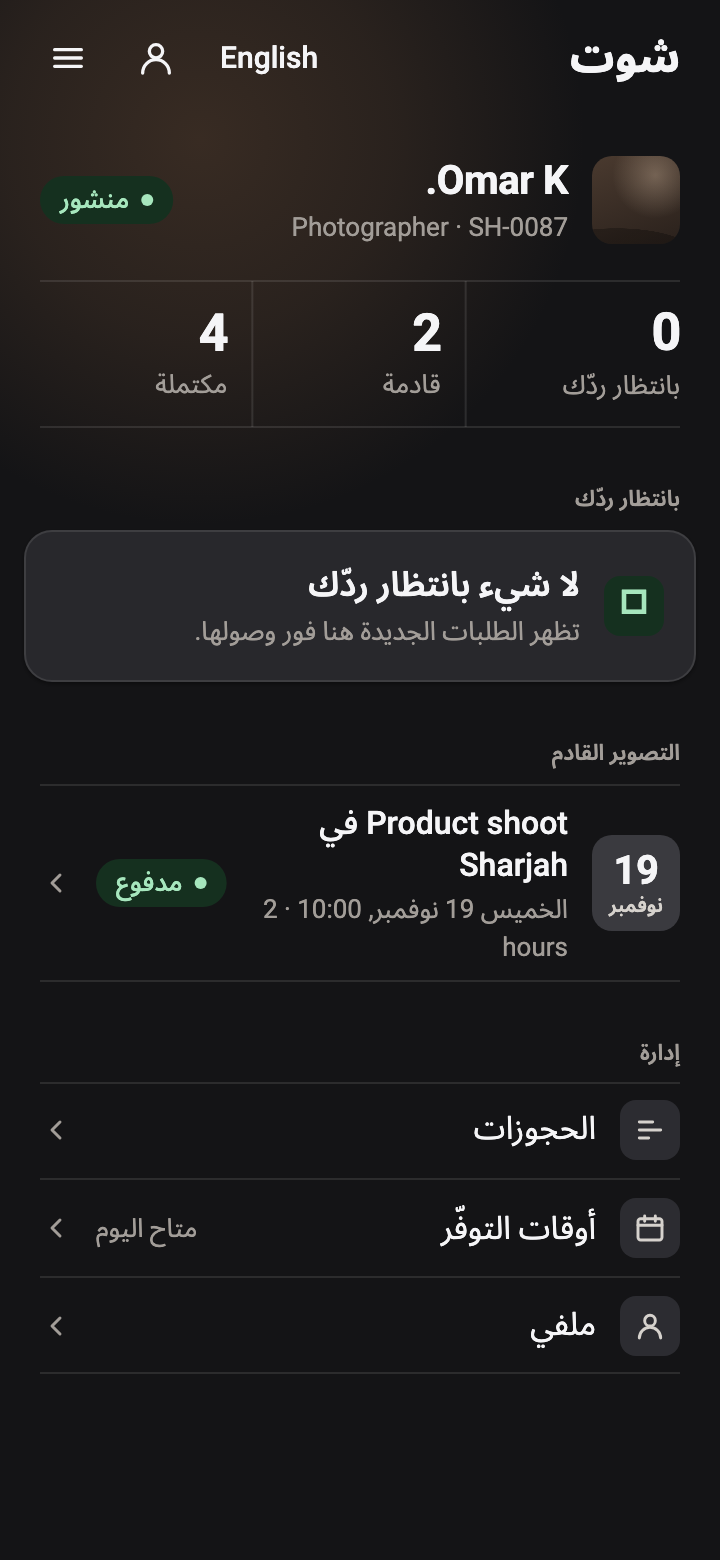 شوت
English
Omar K.
Photographer · SH-0087
منشور
0
بانتظار ردّك
2
قادمة
4
مكتملة
بانتظار ردّك
لا شيء بانتظار ردّك
تظهر الطلبات الجديدة هنا فور وصولها.
التصوير القادم
19
نوفمبر
Product shoot في
Sharjah
الخميس 19 نوفمبر, 10:00 · 2
hours
مدفوع
إدارة
الحجوزات
أوقات التوفّر
متاح اليوم
ملفي